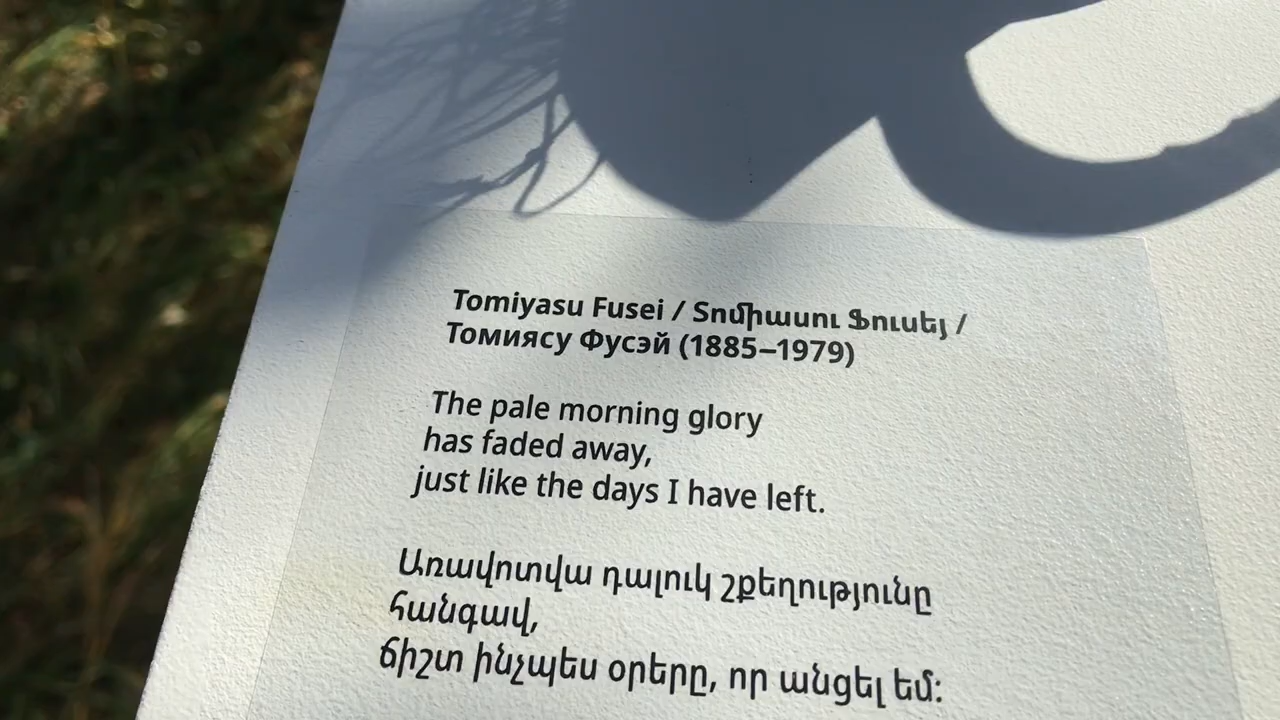 Tomiyasu Fusei / Տոմիասու Ֆուսեյ /
Томиясу Фусэй (1885–1979)
The pale morning glory
has faded away,
just like the days I have left.
Առավոտվա դալուկ շքեղությունը
հանգավ,
ճիշտ ինչպես օրերը, որ անցել եմ: